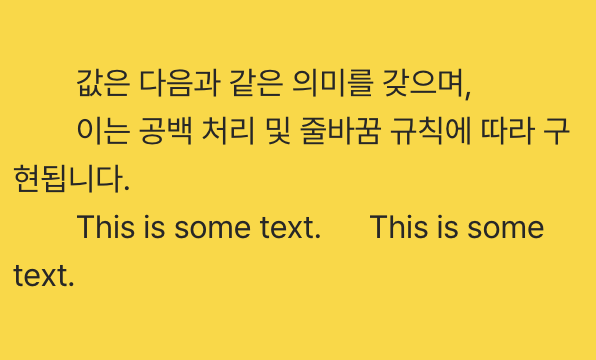 값은 다음과 같은 의미를 갖으며,
이는 공백 처리 및 줄바꿈 규칙에 따라 구
현됩니다.
This is some text.      This is some
text.